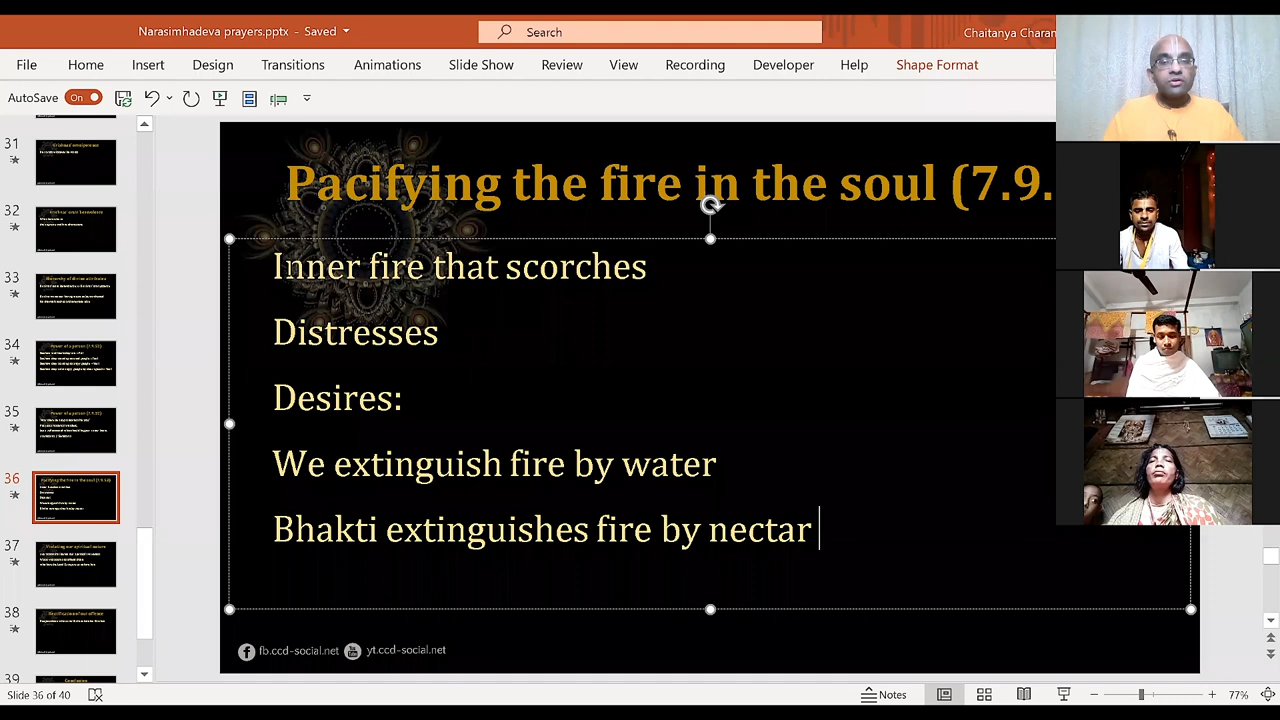 Narasimhadeva prayers.pptx - Saved
Search
Chaitanya Charan
File Home Insert Design Transitions Animations Slide Show Review View Recording Developer Help Shape Format
AutoSave On
Pacifying the fire in the soul (7.9.
Inner fire that scorches
Distresses
Desires:
We extinguish fire by water
Bhakti extinguishes fire by nectar
fb.ccd-social.net yt.ccd-social.net
31
32
33
34
35
36
37
38
39
Slide 36 of 40
Notes
77%